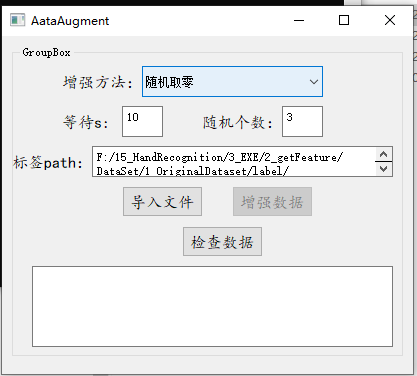 AataAugment
GroupBox
增强方法： 随机取零
等待s： 10 随机个数： 3
标签path： F:/15_HandRecognition/3_EXE/2_getFeature/
DataSet/1_OriginalDataset/label/
导入文件 增强数据
检查数据